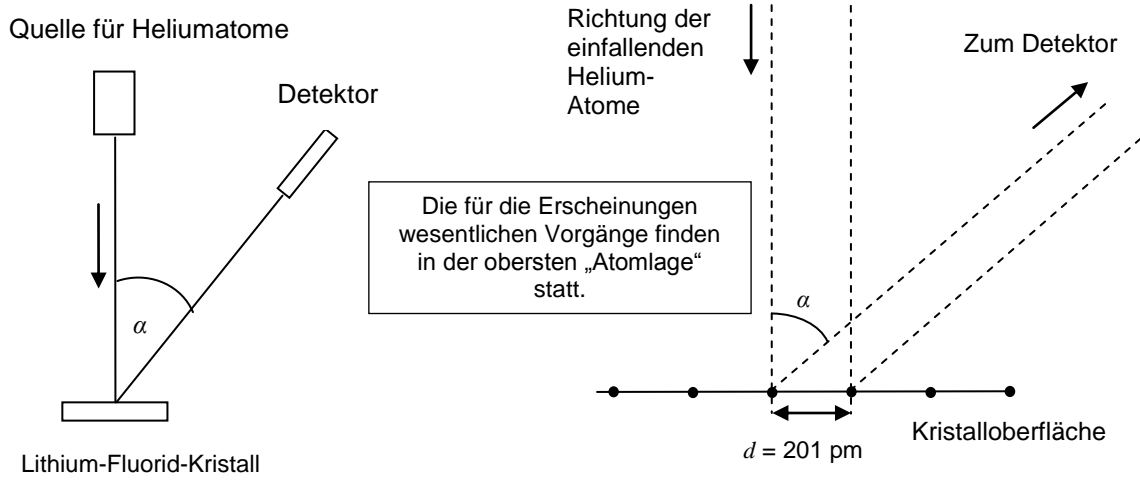 Quelle für Heliumatome
Detektor
α
Lithium-Fluorid-Kristall
Richtung der
einfallenden
Helium-
Atome
Zum Detektor
Die für die Erscheinungen
wesentlichen Vorgänge finden
in der obersten „Atomlage“
statt.
α
d = 201 pm
Kristalloberfläche